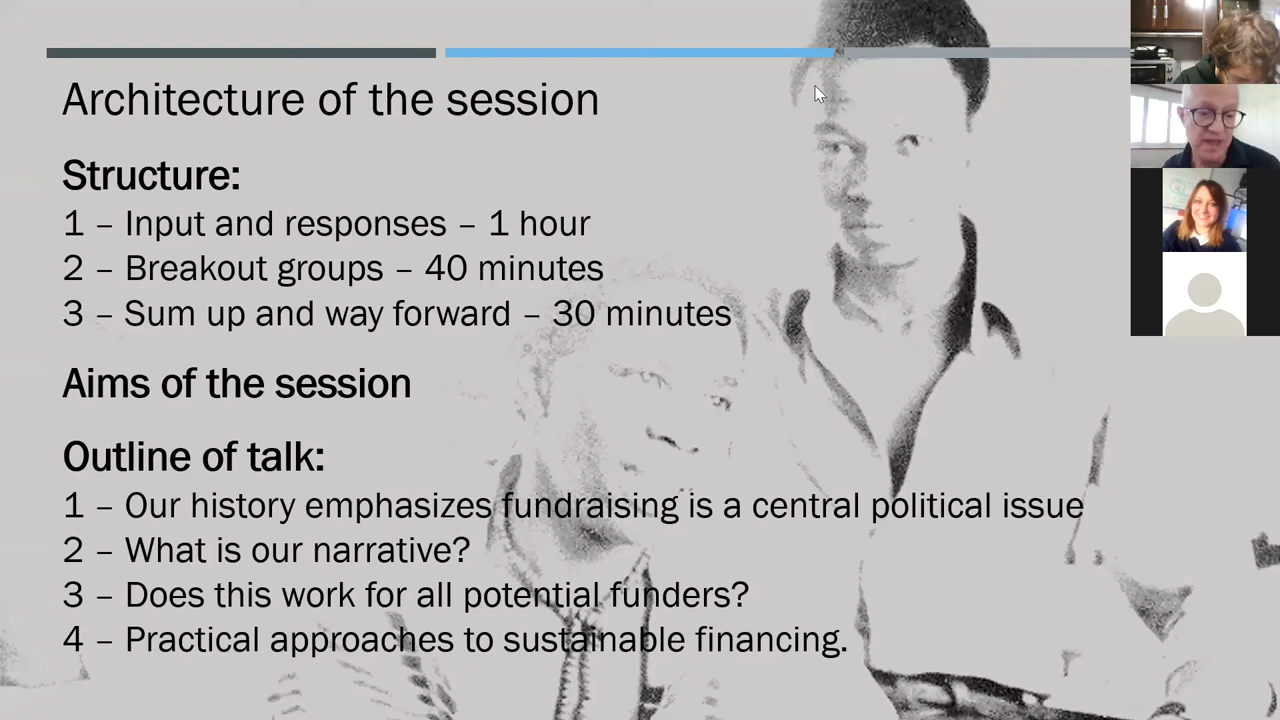 Architecture of the session
Structure:
1 – Input and responses – 1 hour
2 – Breakout groups – 40 minutes
3 – Sum up and way forward – 30 minutes
Aims of the session
Outline of talk:
1 – Our history emphasizes fundraising is a central political issue
2 – What is our narrative?
3 – Does this work for all potential funders?
4 – Practical approaches to sustainable financing.